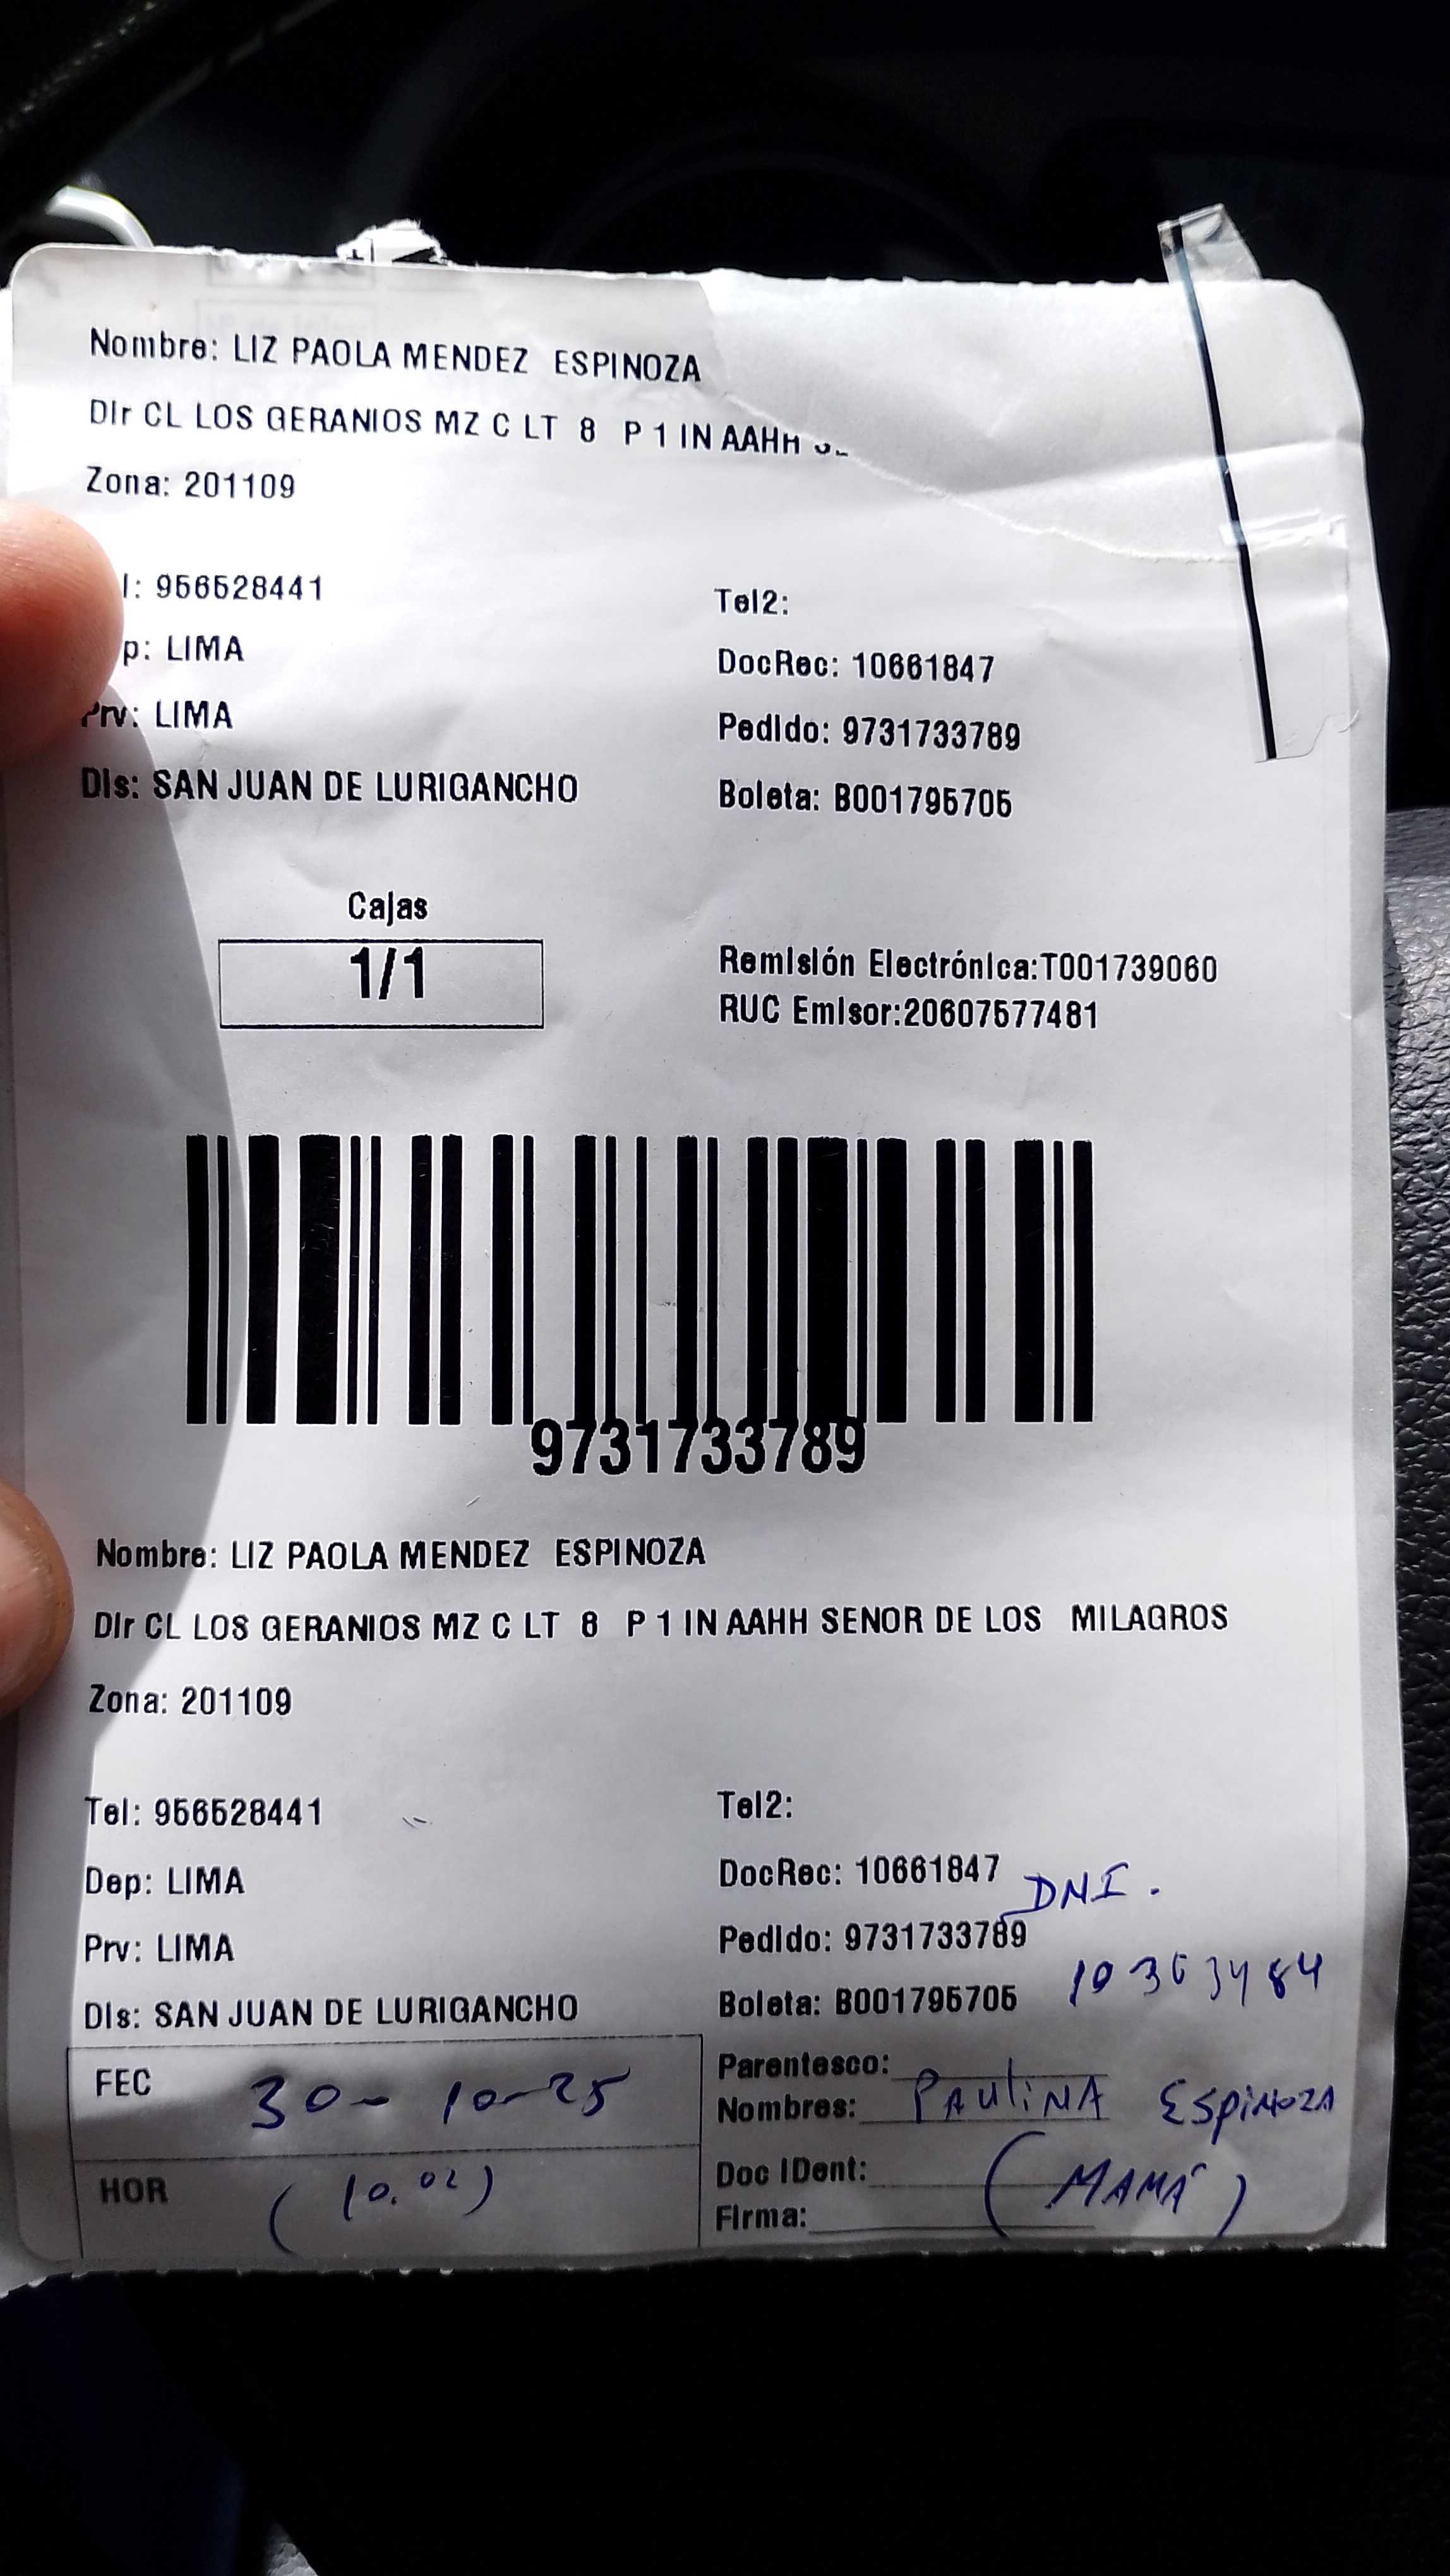 Nombre: LIZ PAOLA MENDEZ ESPINOZA
Dir CL LOS GERANIOS MZ C LT 8 P 1 IN AAHH
Zona: 201109
l: 956528441
Tel2:
p: LIMA
DocRec: 10661847
Prv: LIMA
Pedido: 9731733789
Dis: SAN JUAN DE LURIGANCHO
Boleta: B001795705
Cajas
1/1
Remisión Electrónica:T001739060
RUC Emisor:20607577481
9731733789
Nombre: LIZ PAOLA MENDEZ ESPINOZA
Dir CL LOS GERANIOS MZ C LT 8 P 1 IN AAHH SENOR DE LOS MILAGROS
Zona: 201109
Tel: 956528441
Tel2:
Dep: LIMA
DocRec: 10661847
DNI.
Prv: LIMA
Pedido: 9731733789
Dis: SAN JUAN DE LURIGANCHO
Boleta: B001795705
FEC 30-10-25
Parentesco:
Nombres: PAULINA ESPINOZA
HOR (10.02)
Doc IDent: (MAMÁ)
Firma: